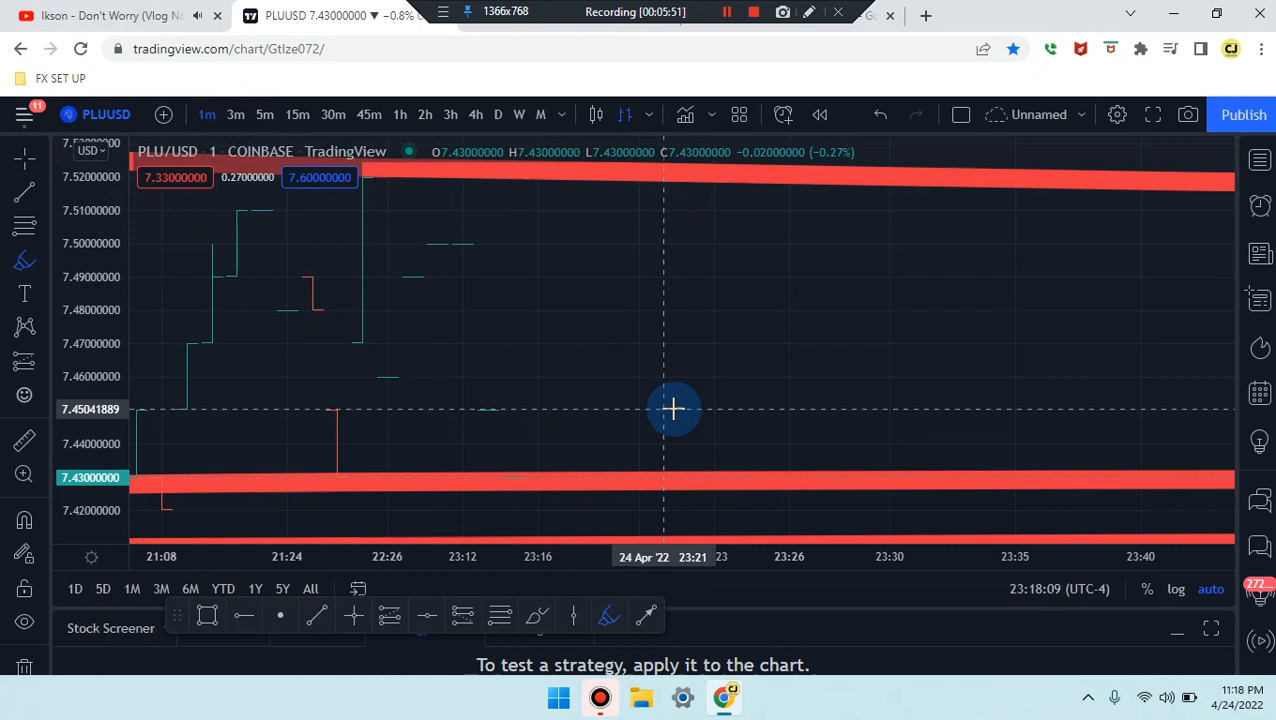 Ikson - Don't Worry (Vlog N
PLUUSD 7.43000000 ▼ −0.8%
1366x768
Recording [00:05:51]
tradingview.com/chart/GtIze072/
FX SET UP
11
PLUUSD
1m 3m 5m 15m 30m 45m 1h 2h 3h 4h D W M
Unnamed
Publish
USD
PLU/USD · 1 · COINBASE · TradingView
O7.43000000 H7.43000000 L7.43000000 C7.43000000 −0.02000000 (−0.27%)
7.33000000 0.27000000 7.60000000
7.52000000
7.51000000
7.50000000
7.49000000
7.48000000
7.47000000
7.46000000
7.45041889
7.44000000
7.43000000
7.42000000
21:08 21:24 22:26 23:12 23:16 24 Apr '22 23:21 23 23:26 23:30 23:35 23:40
1D 5D 1M 3M 6M YTD 1Y 5Y All
23:18:09 (UTC-4) % log auto
272
Stock Screener
To test a strategy, apply it to the chart.
CJ
11:18 PM
4/24/2022